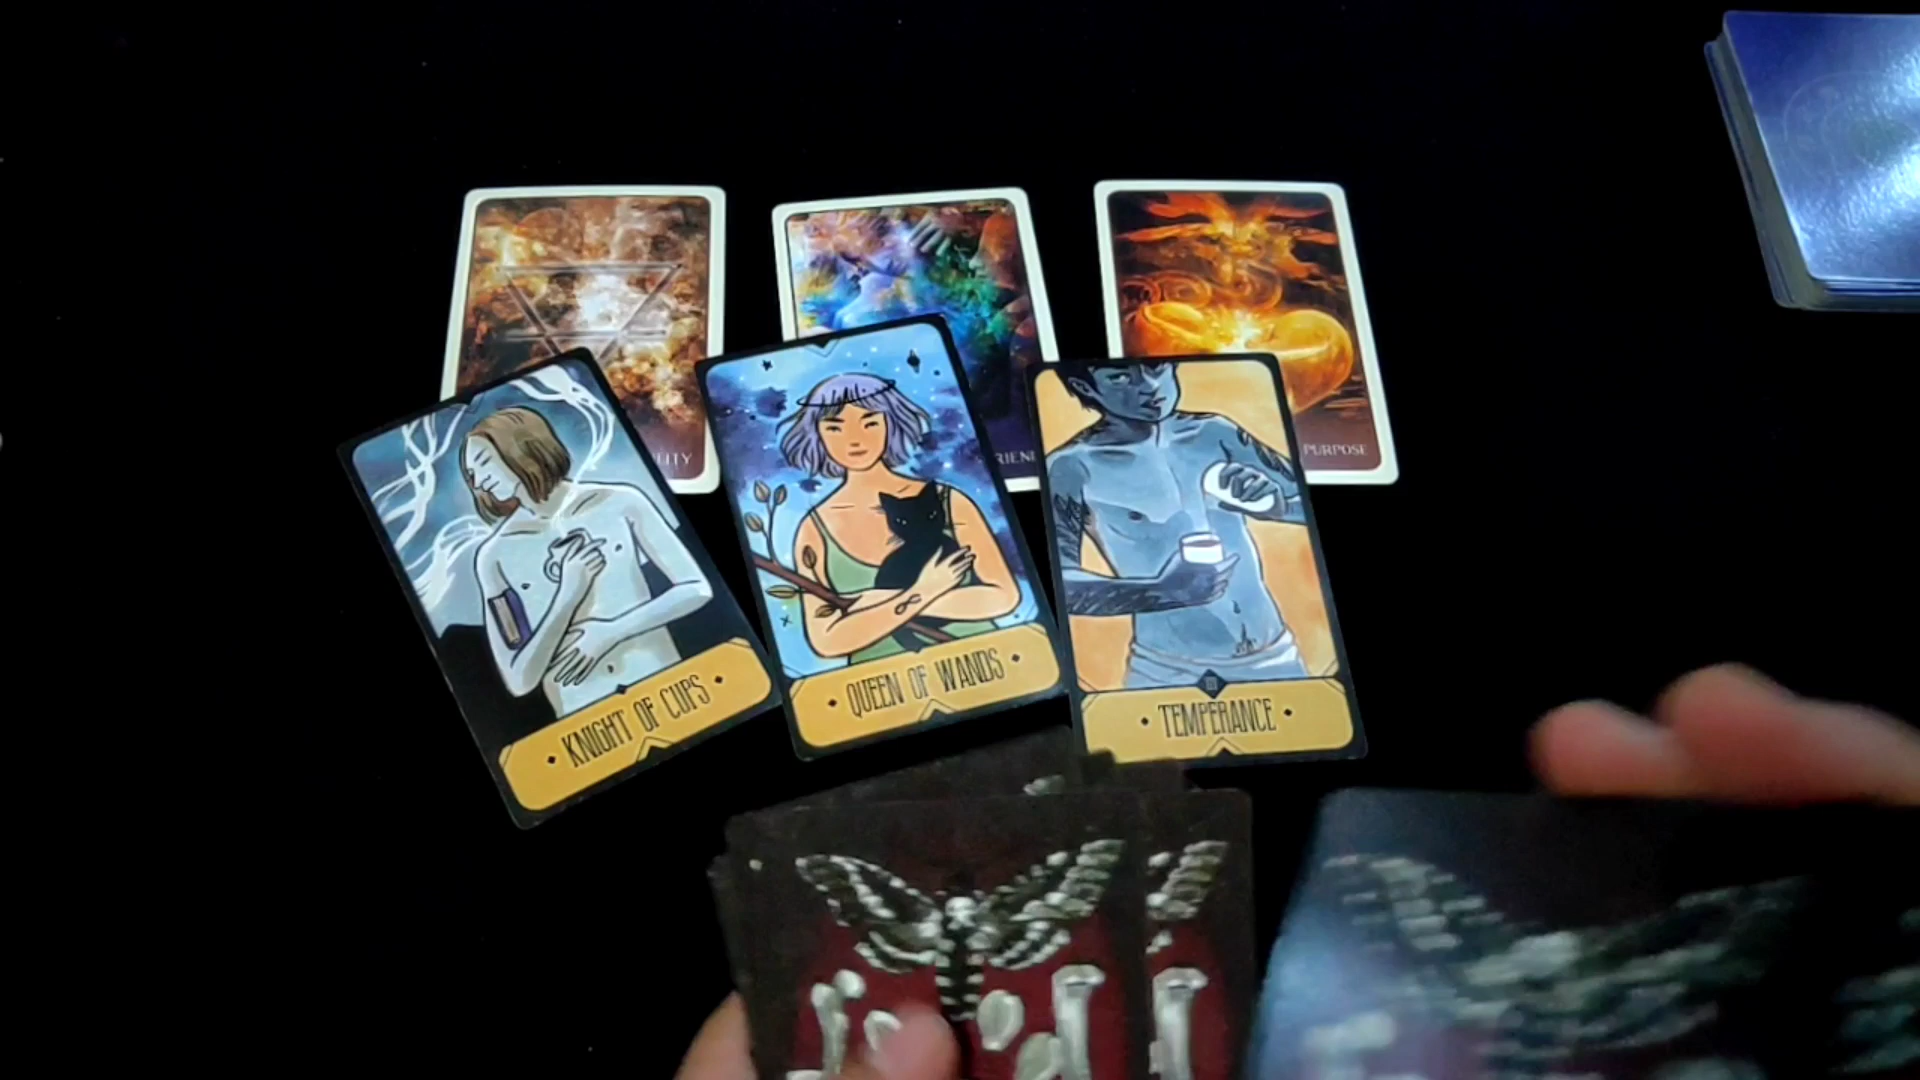 PURPOSE
KNIGHT OF CUPS
QUEEN OF WANDS
TEMPERANCE